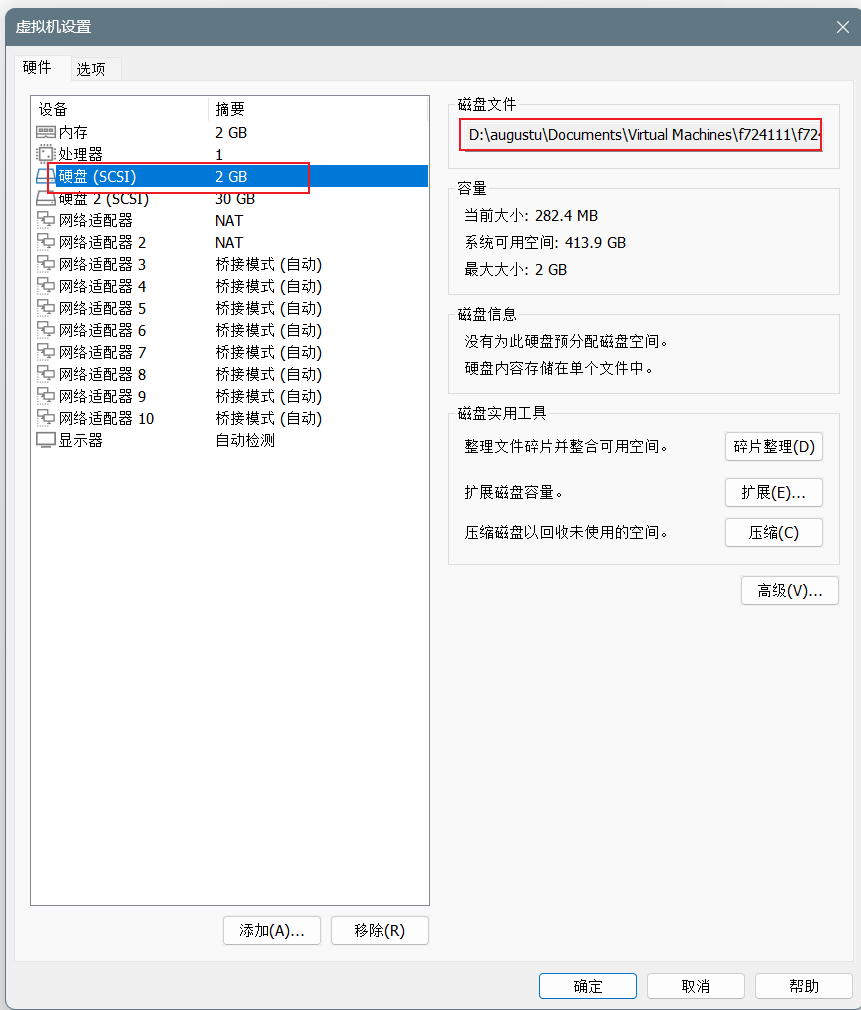 虚拟机设置
硬件 选项
设备 摘要
内存 2 GB
处理器 1
硬盘 (SCSI) 2 GB
硬盘 2 (SCSI) 30 GB
网络适配器 NAT
网络适配器 2 NAT
网络适配器 3 桥接模式 (自动)
网络适配器 4 桥接模式 (自动)
网络适配器 5 桥接模式 (自动)
网络适配器 6 桥接模式 (自动)
网络适配器 7 桥接模式 (自动)
网络适配器 8 桥接模式 (自动)
网络适配器 9 桥接模式 (自动)
网络适配器 10 桥接模式 (自动)
显示器 自动检测
添加(A)... 移除(R)
磁盘文件
D:\augustu\Documents\Virtual Machines\f724111\f724
容量
当前大小: 282.4 MB
系统可用空间: 413.9 GB
最大大小: 2 GB
磁盘信息
没有为此硬盘预分配磁盘空间。
硬盘内容存储在单个文件中。
磁盘实用工具
整理文件碎片并整合可用空间。 碎片整理(D)
扩展磁盘容量。 扩展(E)...
压缩磁盘以回收未使用的空间。 压缩(C)
高级(V)...
确定 取消 帮助